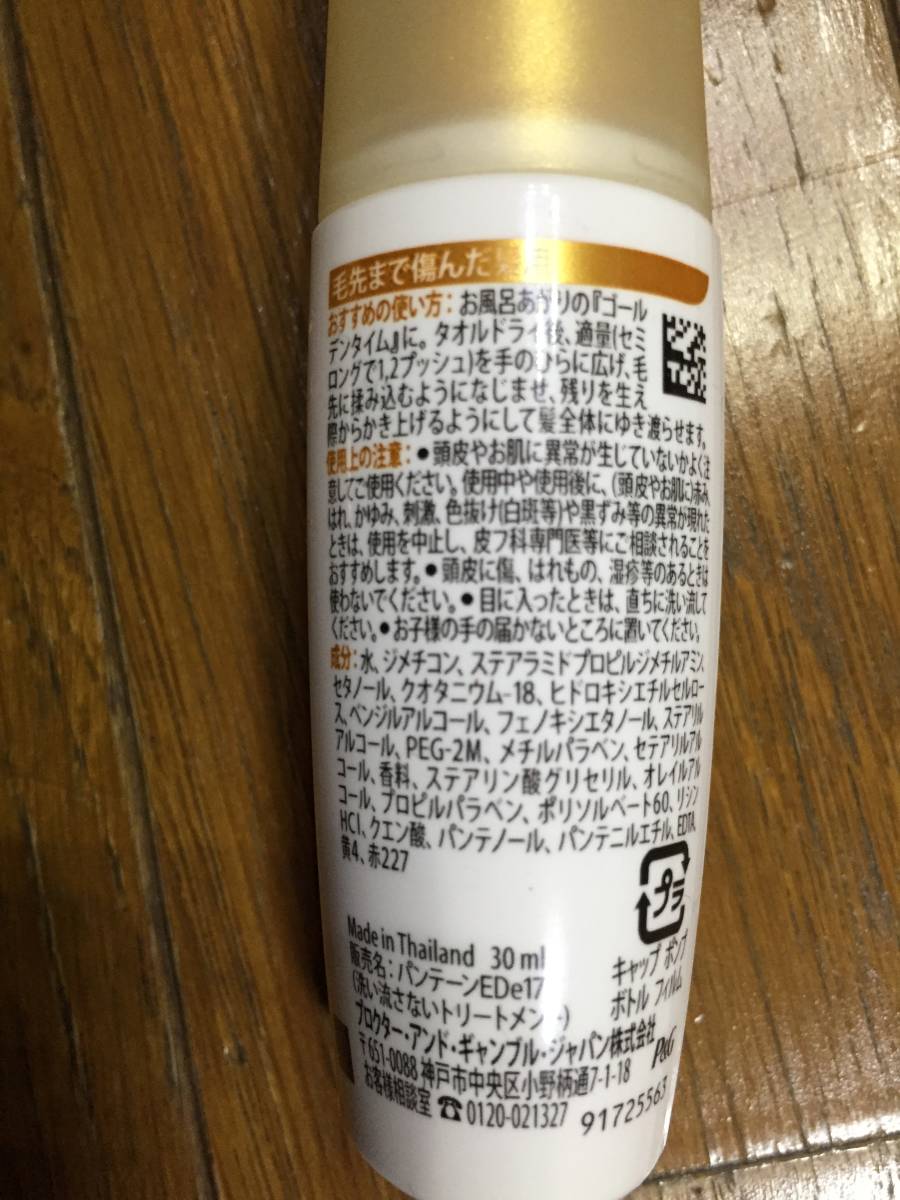 毛先まで傷んだ髪用
おすすめの使い方：お風呂あがりの『ゴール
デンタイム』に。タオルドライ後、適量(セミ
ロングで1,2プッシュ)を手のひらに広げ、毛
先に揉み込むようになじませ、残りを生え
際からかき上げるようにして髪全体にゆき渡らせます。
使用上の注意：●頭皮やお肌に異常が生じていないかよく注
意してご使用ください。使用中や使用後に、(頭皮やお肌に)赤み、
はれ、かゆみ、刺激、色抜け(白斑等)や黒ずみ等の異常が現れた
ときは、使用を中止し、皮フ科専門医等にご相談されることを
おすすめします。●頭皮に傷、はれもの、湿疹等のあるときは
使わないでください。●目に入ったときは、直ちに洗い流して
ください。●お子様の手の届かないところに置いてください。
成分：水、ジメチコン、ステアラミドプロピルジメチルアミン、
セタノール、クオタニウム-18、ヒドロキシエチルセルロー
ス、ベンジルアルコール、フェノキシエタノール、ステアリル
アルコール、PEG-2M、メチルパラベン、セテアリルアル
コール、香料、ステアリン酸グリセリル、オレイルアル
コール、プロピルパラベン、ポリソルベート60、リシン
HCl、クエン酸、パンテノール、パンテニルエチル、EDTA、
黄4、赤227
プラ
キャップ ポンプ
ボトル フィルム
Made in Thailand 30 ml
販売名：パンテーンEDe17
(洗い流さないトリートメント)
プロクター・アンド・ギャンブル・ジャパン株式会社
P&G
〒651-0088 神戸市中央区小野柄通7-1-18
お客様相談室 ☎ 0120-021327
91725563